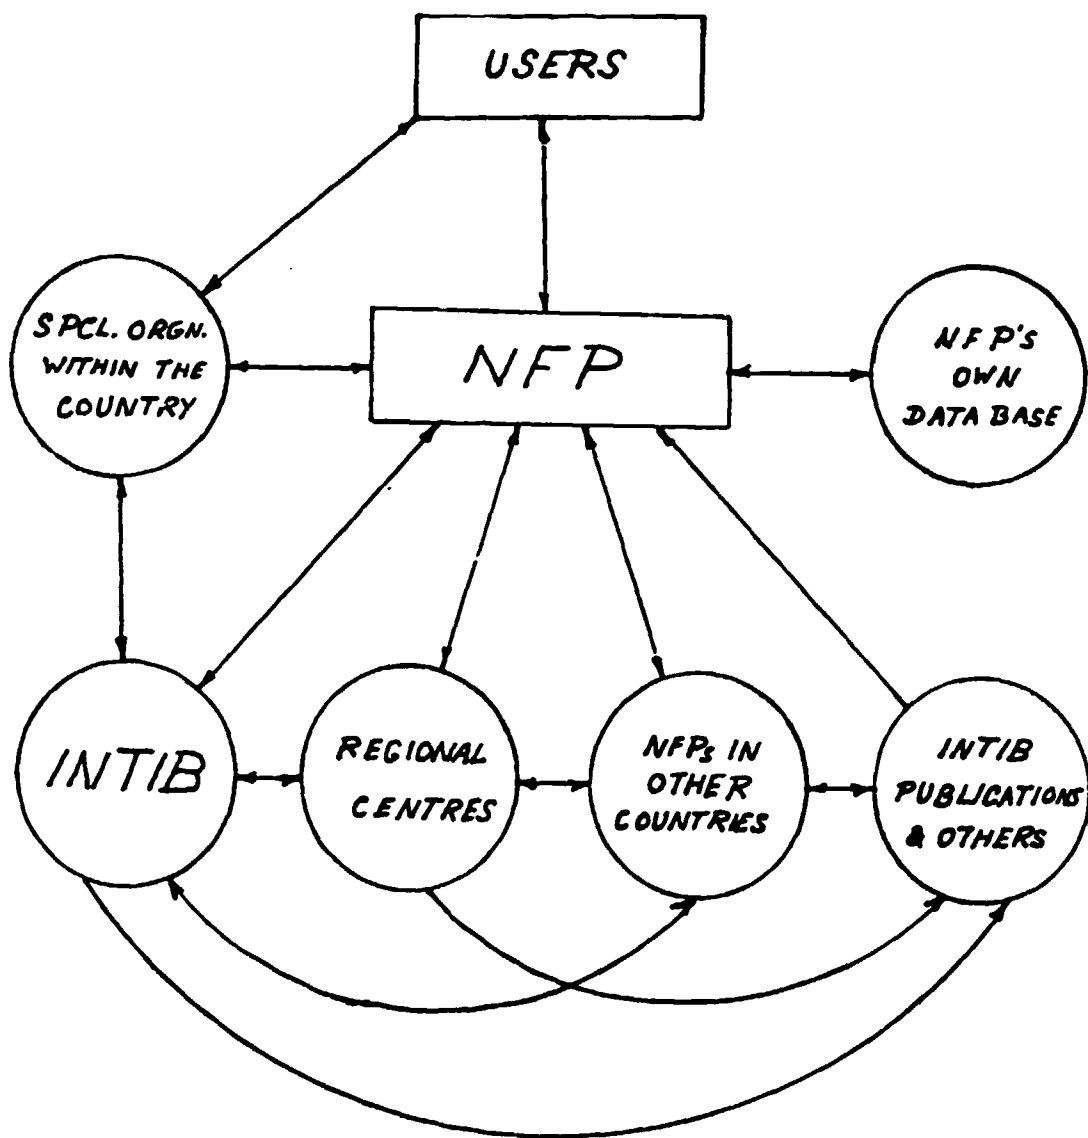 USERS
SPCL. ORGN.
WITHIN THE
COUNTRY
NFP
NFP'S
OWN
DATA BASE
INTIB
REGIONAL
CENTRES
NFPs IN
OTHER
COUNTRIES
INTIB
PUBLICATIONS
& OTHERS